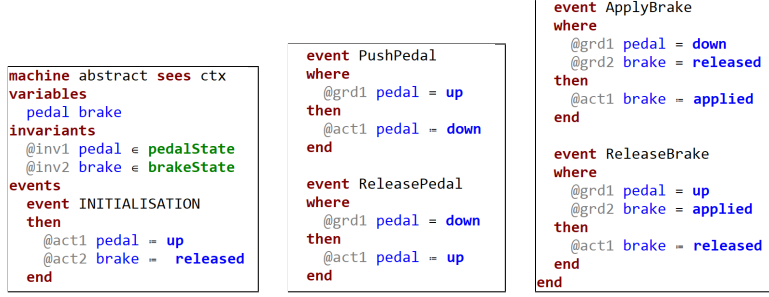 machine abstract sees ctx
variables
pedal brake
invariants
@inv1 pedal ∈ pedalState
@inv2 brake ∈ brakeState
events
event INITIALISATION
then
@act1 pedal ≔ up
@act2 brake ≔ released
end
event PushPedal
where
@grd1 pedal = up
then
@act1 pedal ≔ down
end
event ReleasePedal
where
@grd1 pedal = down
then
@act1 pedal ≔ up
end
event ApplyBrake
where
@grd1 pedal = down
@grd2 brake = released
then
@act1 brake ≔ applied
end
event ReleaseBrake
where
@grd1 pedal = up
@grd2 brake = applied
then
@act1 brake ≔ released
end
end